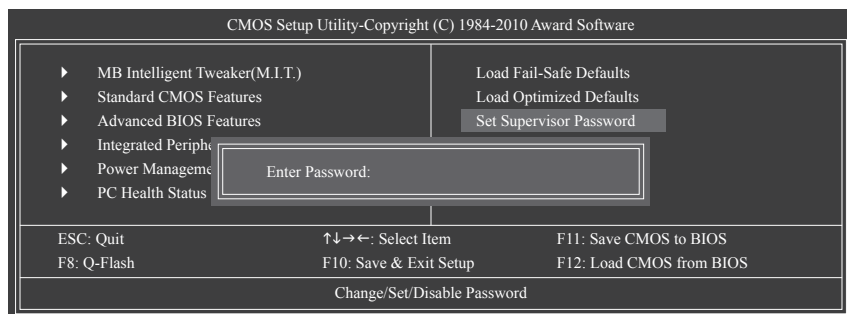 CMOS Setup Utility-Copyright (C) 1984-2010 Award Software
MB Intelligent Tweaker(M.I.T.)
Standard CMOS Features
Advanced BIOS Features
Integrated Periphe
Power Manageme
PC Health Status
Load Fail-Safe Defaults
Load Optimized Defaults
Set Supervisor Password
Enter Password:
ESC: Quit ↑↓→←: Select Item F11: Save CMOS to BIOS
F8: Q-Flash F10: Save & Exit Setup F12: Load CMOS from BIOS
Change/Set/Disable Password